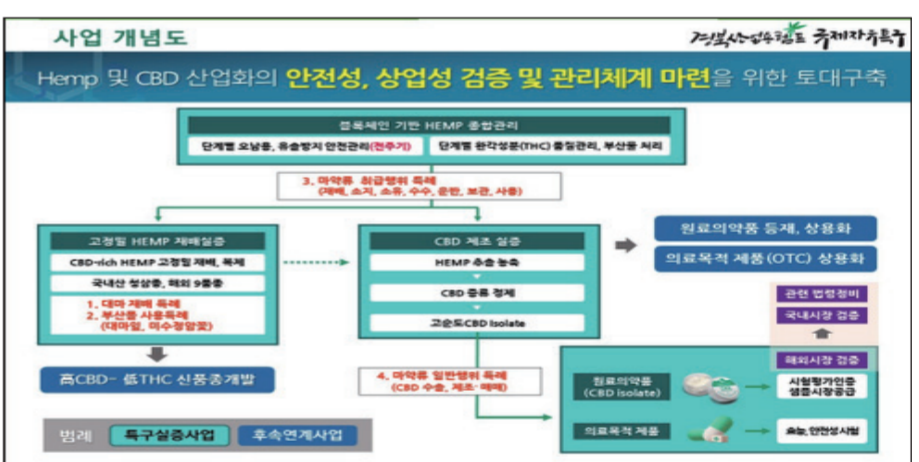 사업 개념도
경북산업용헴프 규제자유특구
Hemp 및 CBD 산업화의 안전성, 상업성 검증 및 관리체계 마련을 위한 토대구축
블록체인 기반 HEMP 종합관리
단계별 오남용, 유출방지 안전관리(전주기)
단계별 환각성분(THC) 품질관리, 부산물 처리
3. 마약류 취급행위 특례
(재배, 소지, 소유, 수수, 운반, 보관, 사용)
고정밀 HEMP 재배실증
CBD-rich HEMP 고정밀 재배, 복제
국내산 청삼종, 해외 9품종
1. 대마 재배 특례
2. 부산물 사용특례
(대마잎, 미수정암꽃)
高CBD- 低THC 신품종개발
CBD 제조 실증
HEMP 추출 농축
CBD 증류 정제
고순도CBD Isolate
4. 마약류 일반행위 특례
(CBD 수출, 제조·매매)
원료의약품 등재, 상용화
의료목적 제품(OTC) 상용화
관련 법령정비
국내시장 검증
해외시장 검증
원료의약품
(CBD Isolate)
시험평가인증
샘플시장공급
의료목적 제품
효능,안전성시험
범례
특구실증사업
후속연계사업